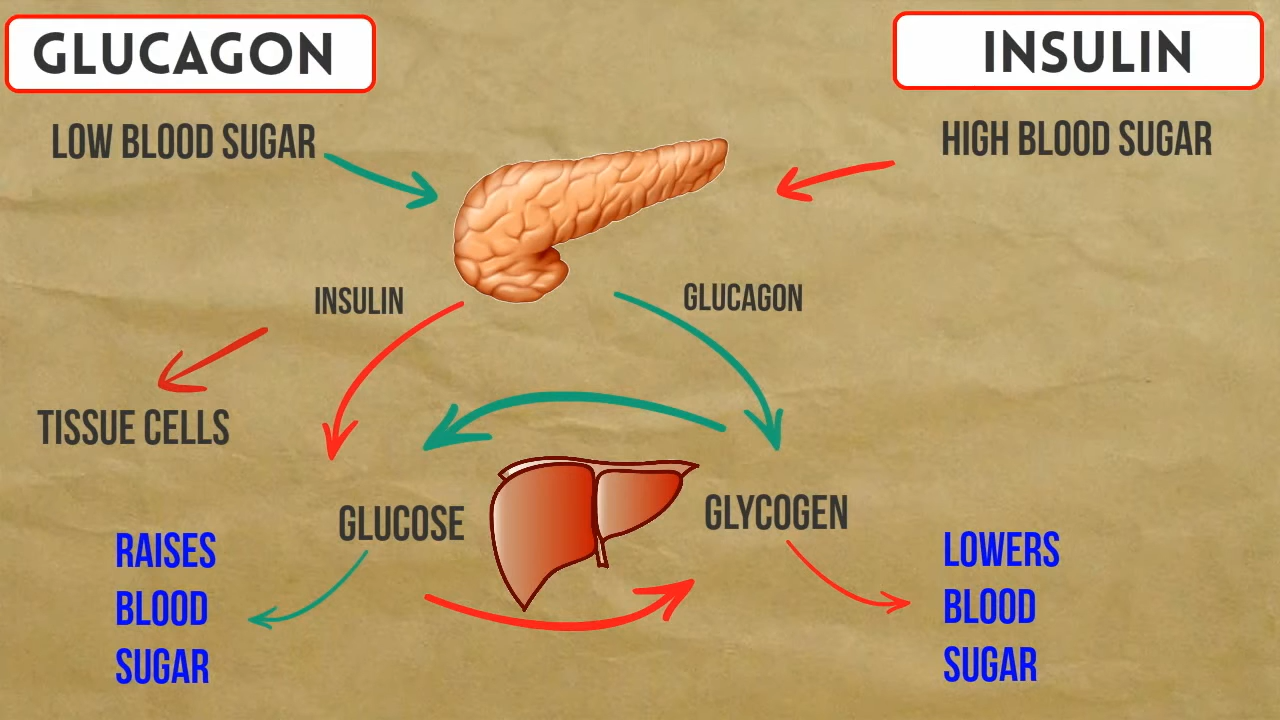 GLUCAGON
INSULIN
LOW BLOOD SUGAR
HIGH BLOOD SUGAR
INSULIN
GLUCAGON
TISSUE CELLS
GLUCOSE
GLYCOGEN
RAISES
BLOOD
SUGAR
LOWERS
BLOOD
SUGAR